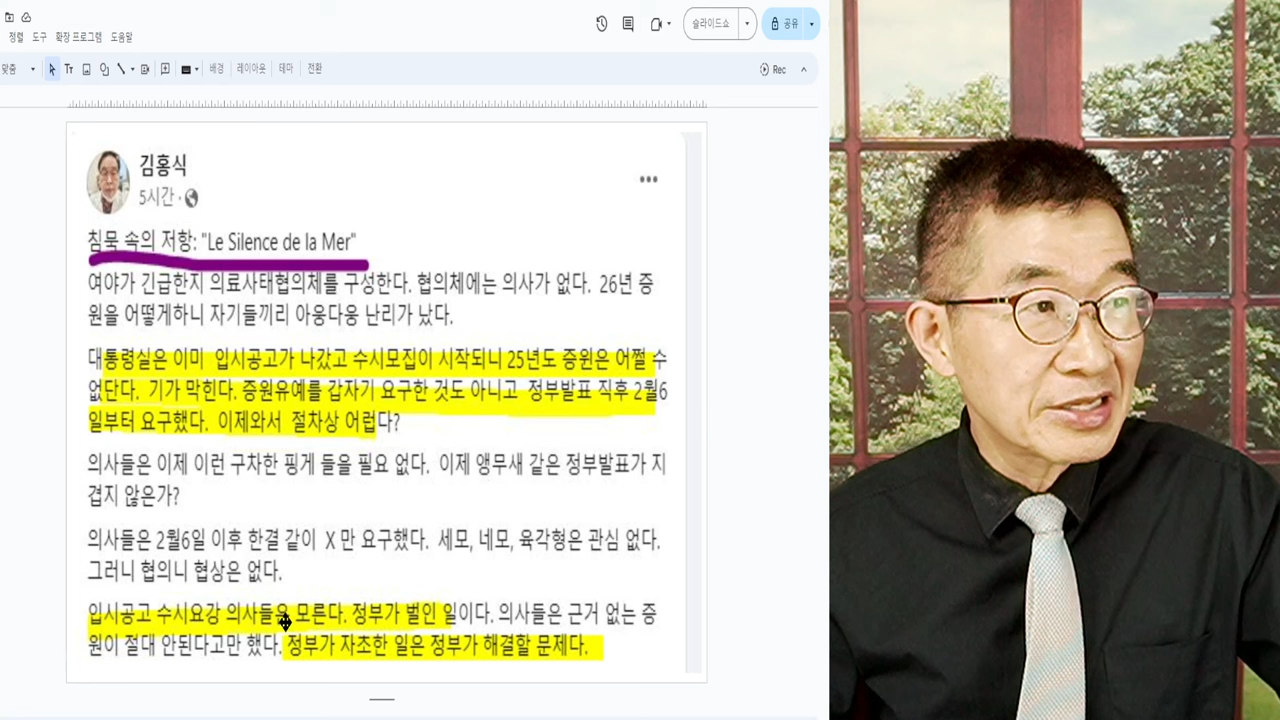 정렬 도구 확장 프로그램 도움말
슬라이드쇼
공유
맞춤
배경 레이아웃 테마 전환
Rec
김홍식
5시간
침묵 속의 저항: "Le Silence de la Mer"
여야가 긴급한지 의료사태협의체를 구성한다. 협의체에는 의사가 없다. 26년 증
원을 어떻게하니 자기들끼리 아웅다웅 난리가 났다.
대통령실은 이미 입시공고가 나갔고 수시모집이 시작되니 25년도 증원은 어쩔 수
없단다. 기가 막힌다. 증원유예를 갑자기 요구한 것도 아니고 정부발표 직후 2월6
일부터 요구했다. 이제와서 절차상 어렵다?
의사들은 이제 이런 구차한 핑게 들을 필요 없다. 이제 앵무새 같은 정부발표가 지
겹지 않은가?
의사들은 2월6일 이후 한결 같이 X 만 요구했다. 세모, 네모, 육각형은 관심 없다.
그러니 협의니 협상은 없다.
입시공고 수시요강 의사들은 모른다. 정부가 벌인 일이다. 의사들은 근거 없는 증
원이 절대 안된다고만 했다. 정부가 자초한 일은 정부가 해결할 문제다.